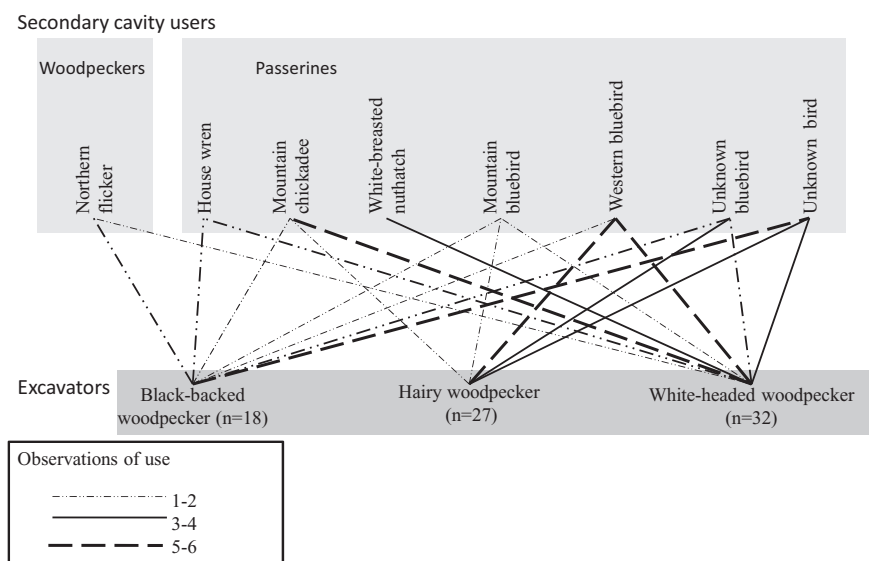 Secondary cavity users
Woodpeckers
Passerines
Northern
flicker
House wren
Mountain
chickadee
White-breasted
nuthatch
Mountain
bluebird
Western bluebird
Unknown
bluebird
Unknown bird
Excavators
Black-backed
woodpecker (n=18)
Hairy woodpecker
(n=27)
White-headed woodpecker
(n=32)
Observations of use
1-2
3-4
5-6